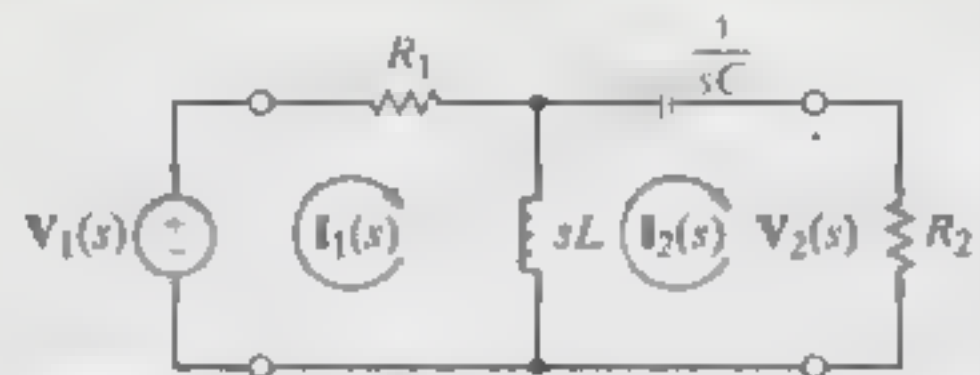 R₁
1
sC
V₁(s)
+
−
I₁(s)
sL
I₂(s)
V₂(s)
R₂